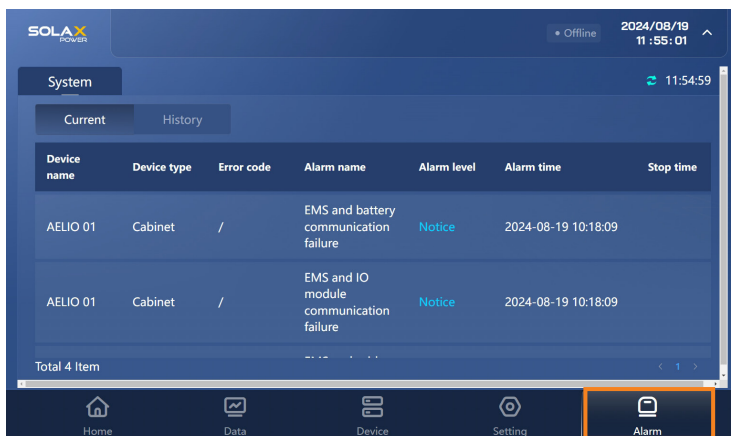 SOLAX
POWER
• Offline
2024/08/19
11:55:01
System
11:54:59
Current
History
Device name
Device type
Error code
Alarm name
Alarm level
Alarm time
Stop time
AELIO 01
Cabinet
/
EMS and battery
communication
failure
Notice
2024-08-19 10:18:09
AELIO 01
Cabinet
/
EMS and IO
module
communication
failure
Notice
2024-08-19 10:18:09
Total 4 Item
< 1 >
Home
Data
Device
Setting
Alarm